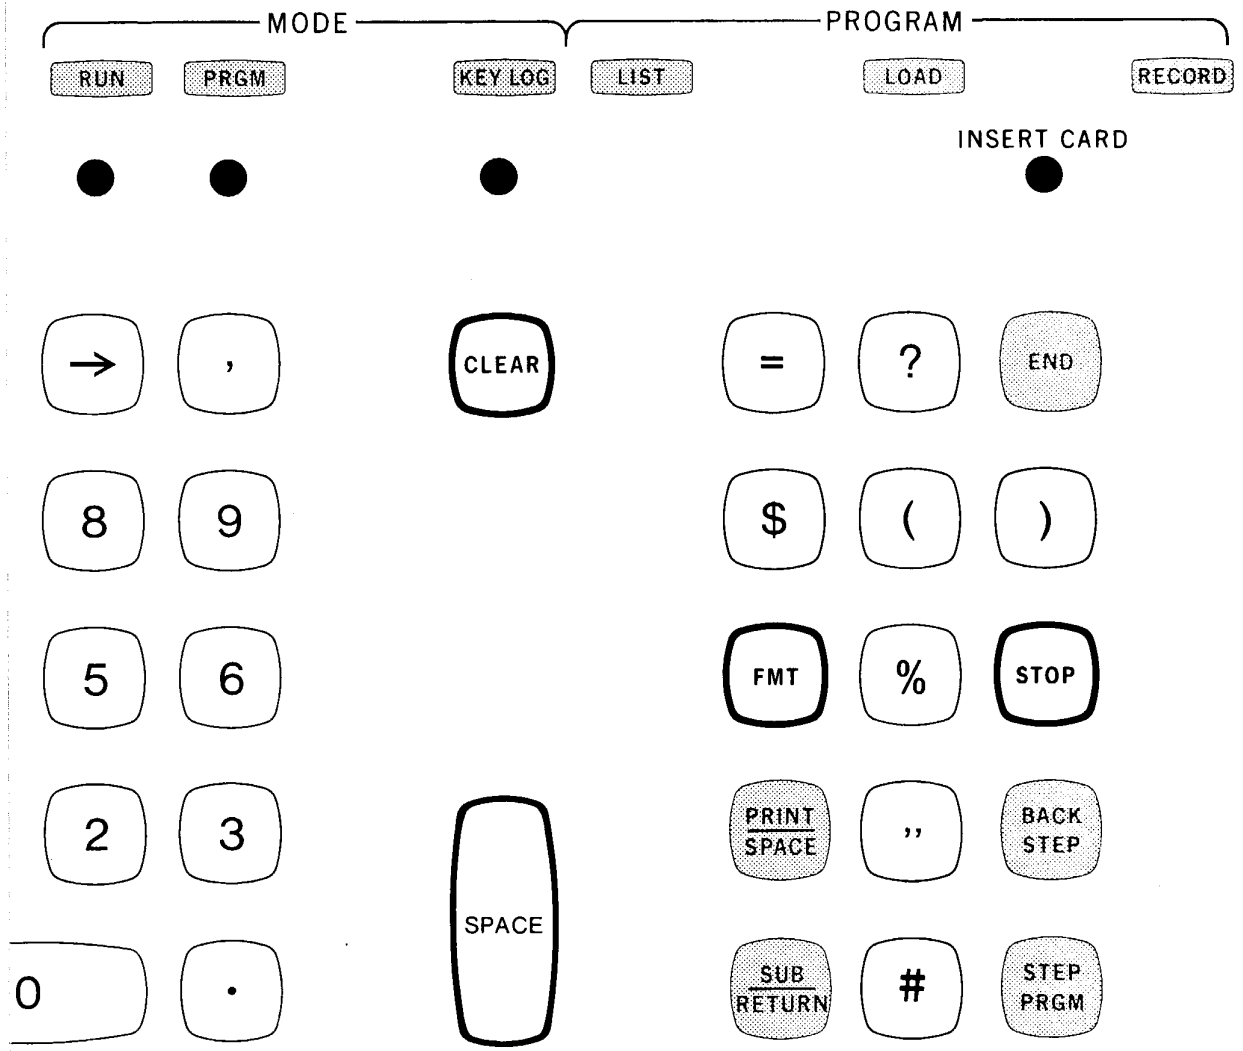 MODE PROGRAM
RUN PRGM KEY LOG LIST LOAD RECORD
INSERT CARD
→ , CLEAR = ? END
8 9 $ ( )
5 6 FMT % STOP
2 3 PRINT SPACE ,, BACK STEP
0 . SPACE SUB RETURN # STEP PRGM